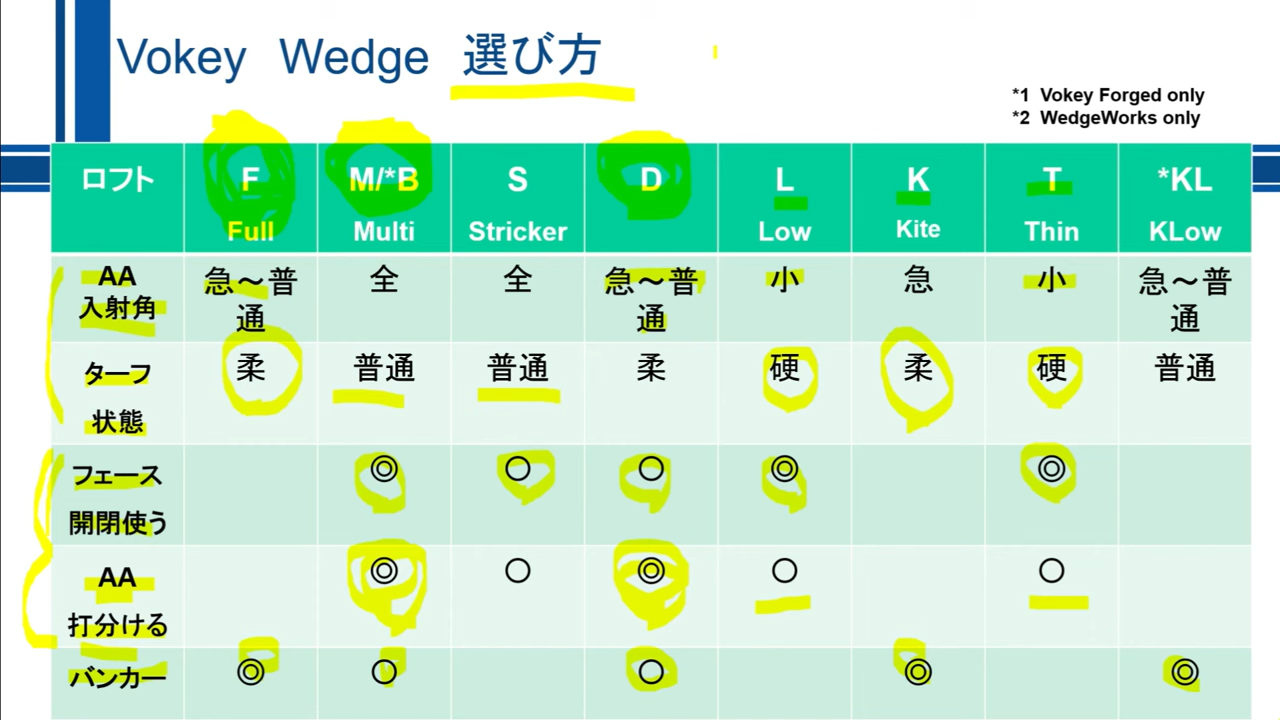 Vokey Wedge 選び方
*1 Vokey Forged only
*2 WedgeWorks only
ロフト F M/*B S D L K T *KL
Full Multi Stricker Low Kite Thin KLow
AA 急～普 全 全 急～普 小 急 小 急～普
入射角 通 通 通
ターフ 柔 普通 普通 柔 硬 柔 硬 普通
状態
フェース ◎ ○ ○ ◎ ◎
開閉使う
AA ◎ ○ ◎ ○ ○
打分ける
バンカー ◎ ○ ○ ◎ ◎